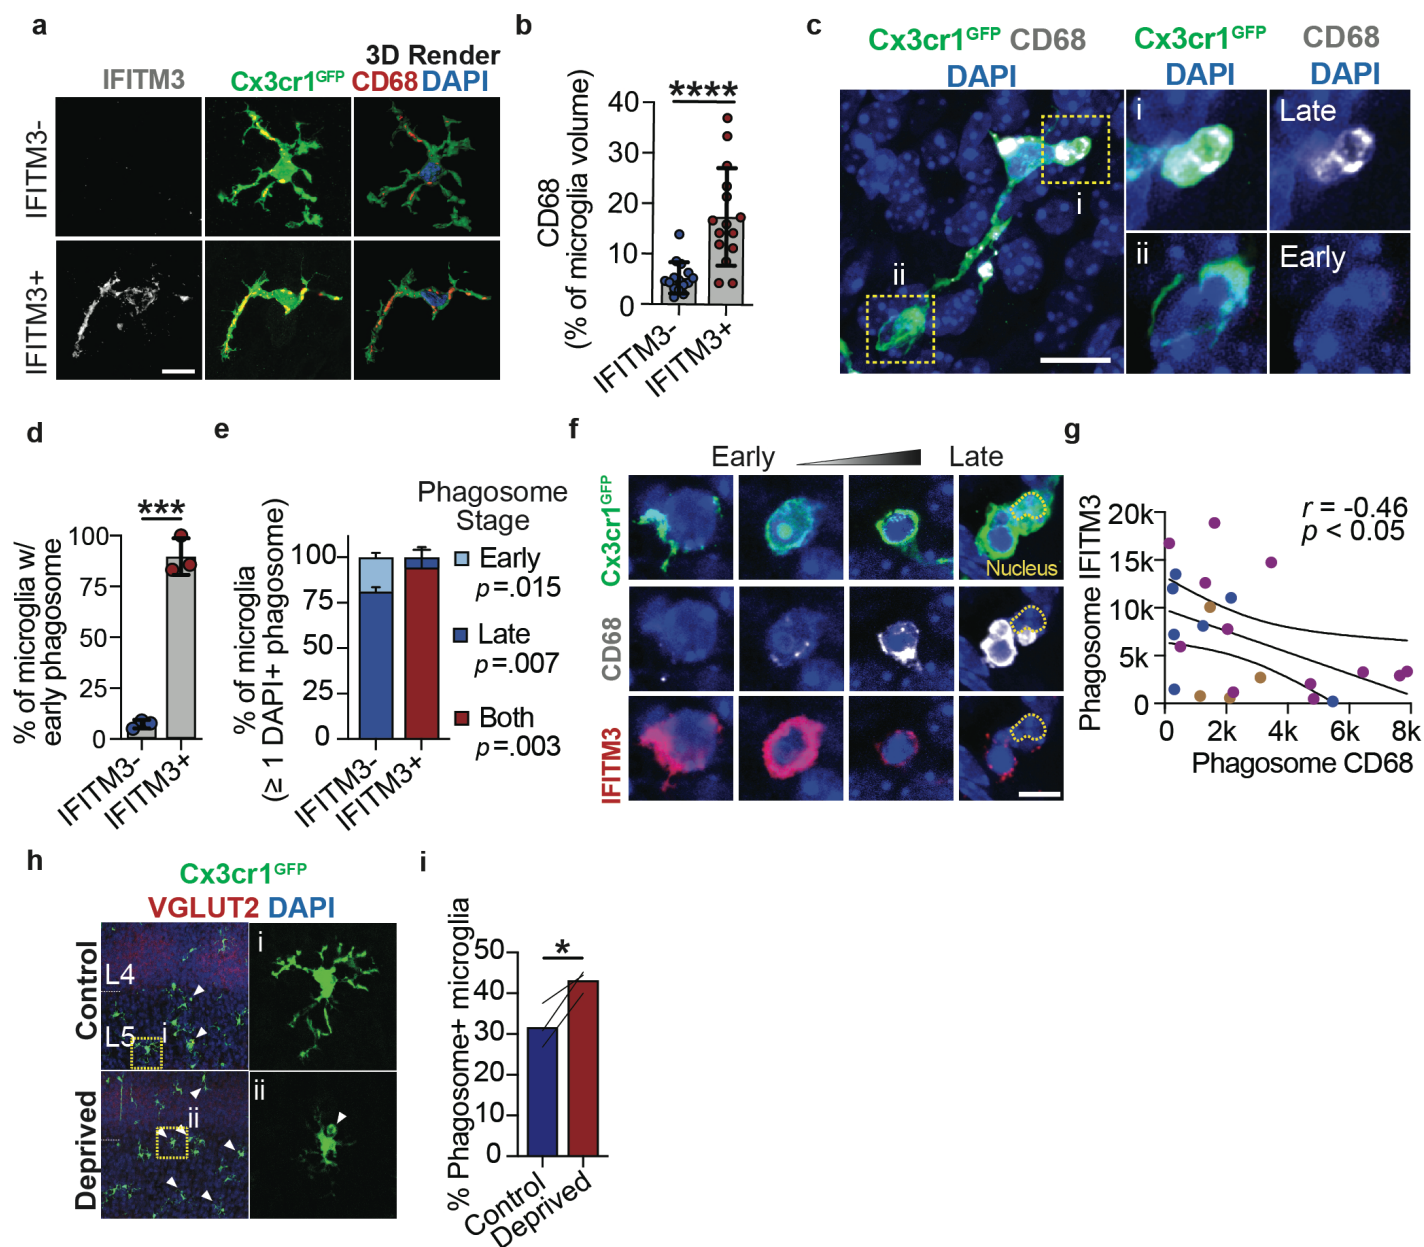 a
IFITM3
3D Render
Cx3cr1GFP CD68 DAPI
IFITM3-
IFITM3+
b
CD68
(% of microglia volume)
40
30
20
10
0
****
IFITM3-
IFITM3+
c
Cx3cr1GFP CD68
DAPI
Cx3cr1GFP
DAPI
CD68
DAPI
i
ii
i
Late
ii
Early
d
% of microglia w/
early phagosome
100
75
50
25
0
***
IFITM3-
IFITM3+
e
% of microglia
(≥ 1 DAPI+ phagosome)
100
75
50
25
0
IFITM3-
IFITM3+
Phagosome
Stage
Early
p=.015
Late
p=.007
Both
p=.003
f
Early
Late
Cx3cr1GFP
Nucleus
CD68
IFITM3
g
Phagosome IFITM3
20k
15k
10k
5k
0
r = -0.46
p < 0.05
0
2k
4k
6k
8k
Phagosome CD68
h
Cx3cr1GFP
VGLUT2 DAPI
Control
L4
L5
i
i
Deprived
ii
ii
i
% Phagosome+ microglia
50
40
30
20
10
0
*
Control
Deprived